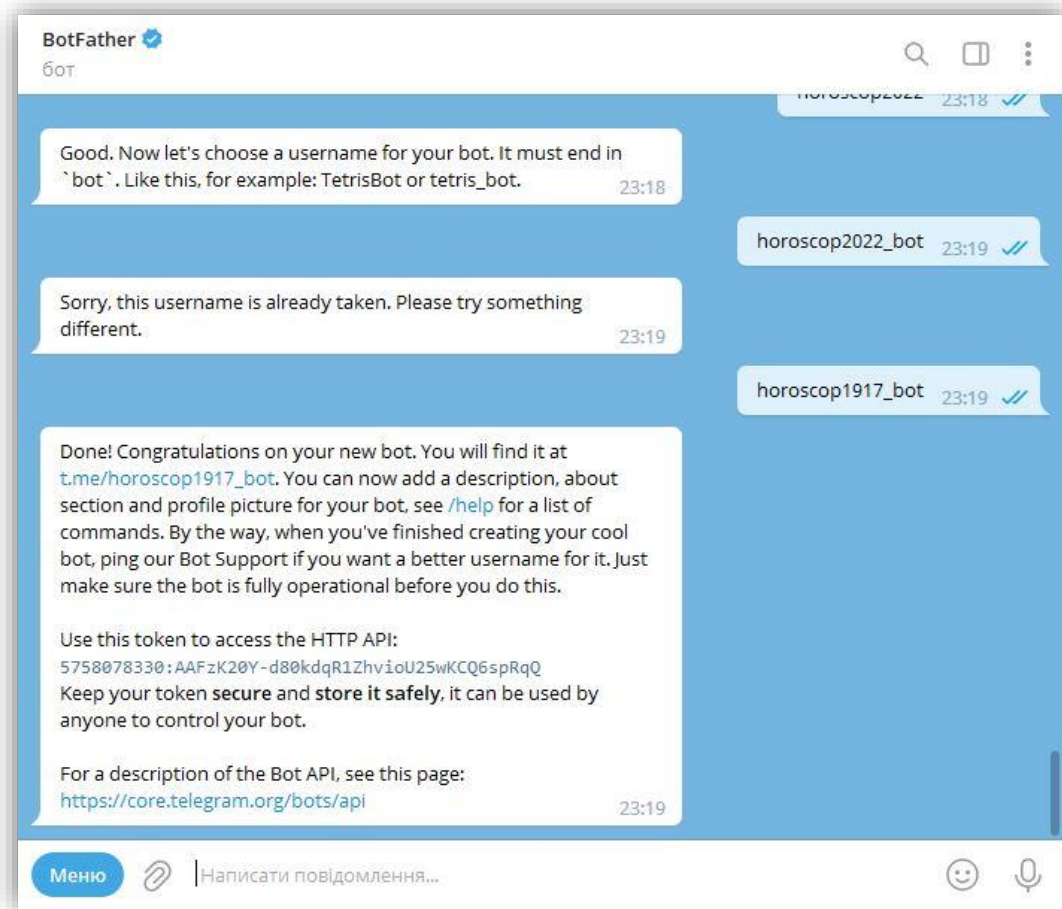 BotFather
бот
horoscop2022 23:18
Good. Now let's choose a username for your bot. It must end in
`bot`. Like this, for example: TetrisBot or tetris_bot.
23:18
horoscop2022_bot 23:19
Sorry, this username is already taken. Please try something
different.
23:19
horoscop1917_bot 23:19
Done! Congratulations on your new bot. You will find it at
t.me/horoscop1917_bot. You can now add a description, about
section and profile picture for your bot, see /help for a list of
commands. By the way, when you've finished creating your cool
bot, ping our Bot Support if you want a better username for it. Just
make sure the bot is fully operational before you do this.
Use this token to access the HTTP API:
5758078330:AAFzK20Y-d80kdqR1ZhvioU25wKCQ6spRqQ
Keep your token secure and store it safely, it can be used by
anyone to control your bot.
For a description of the Bot API, see this page:
https://core.telegram.org/bots/api
23:19
Меню
Написати повідомлення...